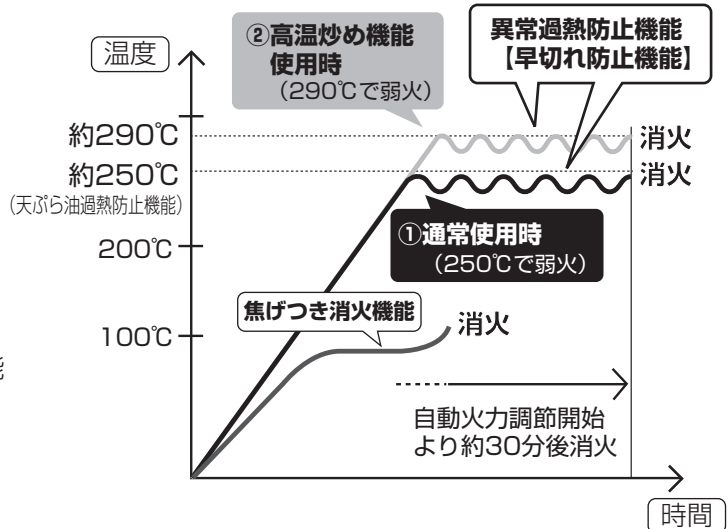 温度
②高温炒め機能
使用時
（290℃で弱火）
異常過熱防止機能
【早切れ防止機能】
約290℃
消火
約250℃
消火
（天ぷら油過熱防止機能）
①通常使用時
（250℃で弱火）
200℃
焦げつき消火機能
消火
100℃
能
自動火力調節開始
より約30分後消火
時間